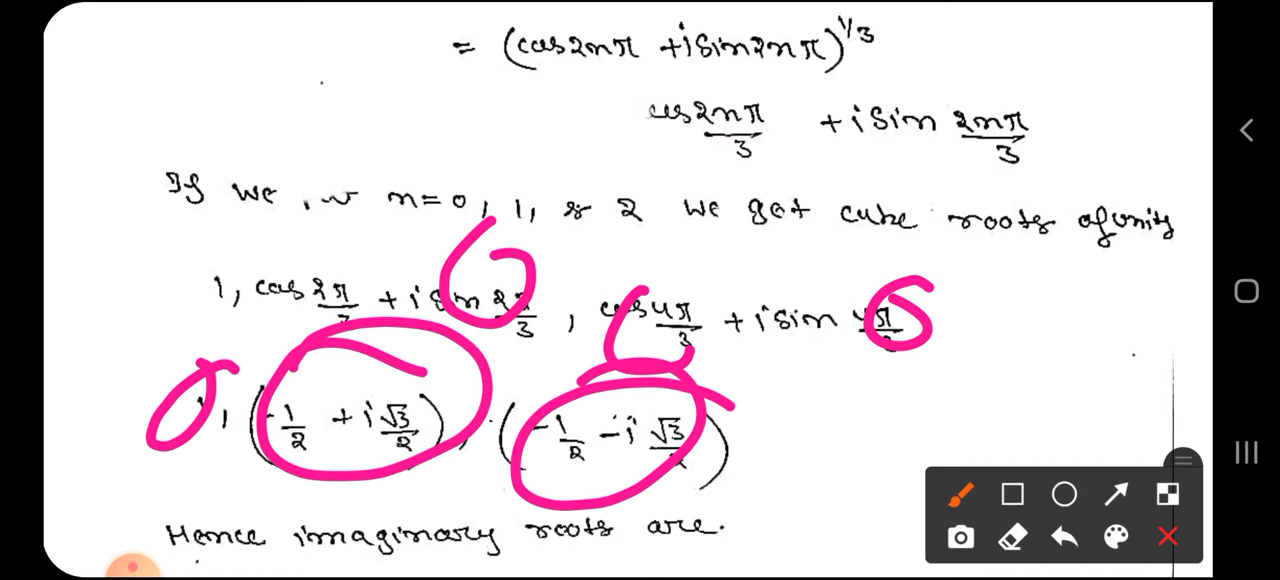 = (cos2nπ + i Sin2nπ)^1/3
cos 2nπ/3 + i Sin 2nπ/3
If we n = 0, 1, & 2 we get cube roots of unity
1, cos 2π/3 + i sin 2π/3, cos 4π/3 + i sin 4π
1, (-1/2 + i √3/2), (-1/2 - i √3/2)
Hence imaginary roots are.